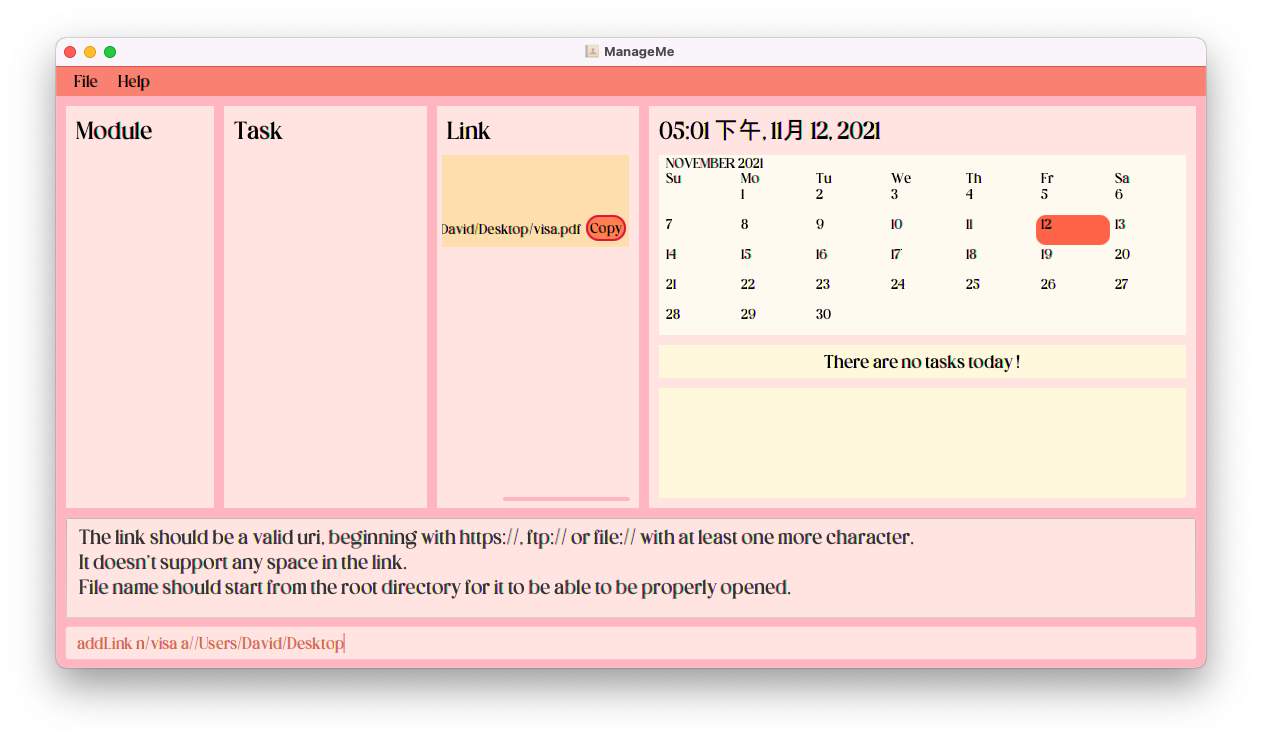 ManageMe
File Help
Module
Task
Link
David/Desktop/visa.pdf Copy
05:01 下午, 11月 12, 2021
NOVEMBER 2021
Su Mo Tu We Th Fr Sa
1 2 3 4 5 6
7 8 9 10 11 12 13
14 15 16 17 18 19 20
21 22 23 24 25 26 27
28 29 30
There are no tasks today !
The link should be a valid uri, beginning with https://, ftp:// or file:// with at least one more character.
It doesn't support any space in the link.
File name should start from the root directory for it to be able to be properly opened.
addLink n/visa a//Users/David/Desktop